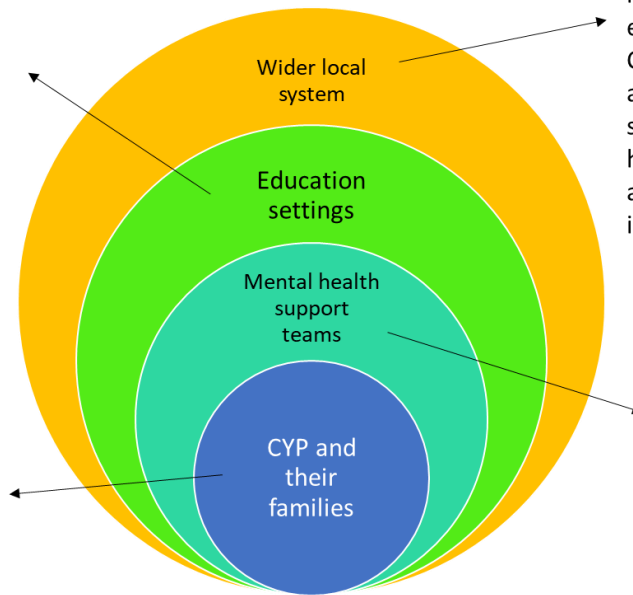 Wider local
system
Education
settings
Mental health
support
teams
CYP and
their
families